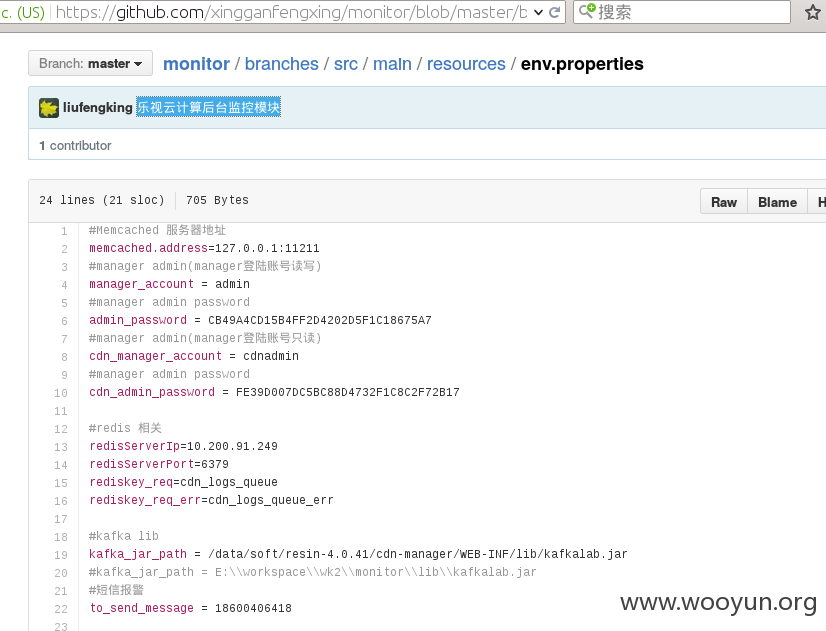 c. (US) https://github.com/xingganfengxing/monitor/blob/master/b 搜索
Branch: master monitor / branches / src / main / resources / env.properties
liufengking 乐视云计算后台监控模块
1 contributor
24 lines (21 sloc) 705 Bytes Raw Blame H
1 #Memcached 服务器地址
2 memcached.address=127.0.0.1:11211
3 #manager admin(manager登陆账号读写)
4 manager_account = admin
5 #manager admin password
6 admin_password = CB49A4CD15B4FF2D4202D5F1C18675A7
7 #manager admin(manager登陆账号只读)
8 cdn_manager_account = cdnadmin
9 #manager admin password
10 cdn_admin_password = FE39D007DC5BC88D4732F1C8C2F72B17
11
12 #redis 相关
13 redisServerIp=10.200.91.249
14 redisServerPort=6379
15 rediskey_req=cdn_logs_queue
16 rediskey_req_err=cdn_logs_queue_err
17
18 #kafka lib
19 kafka_jar_path = /data/soft/resin-4.0.41/cdn-manager/WEB-INF/lib/kafkalab.jar
20 #kafka_jar_path = E:\\workspace\\wk2\\monitor\\lib\\kafkalab.jar
21 #短信报警
22 to_send_message = 18600406418
23
www.wooyun.org